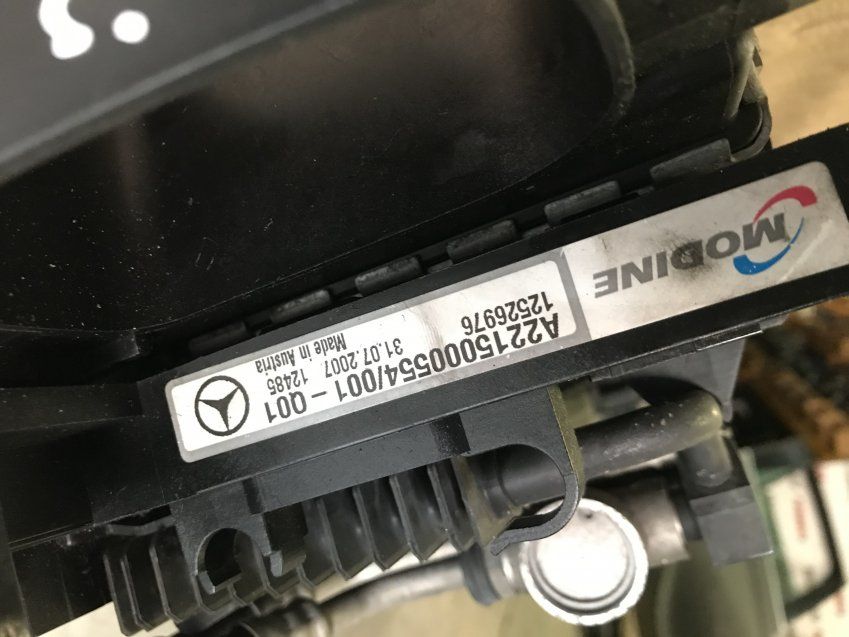 MODINE
A2215000554/001 - Q01
12526976 31.07.2007 12485
Made in Austria